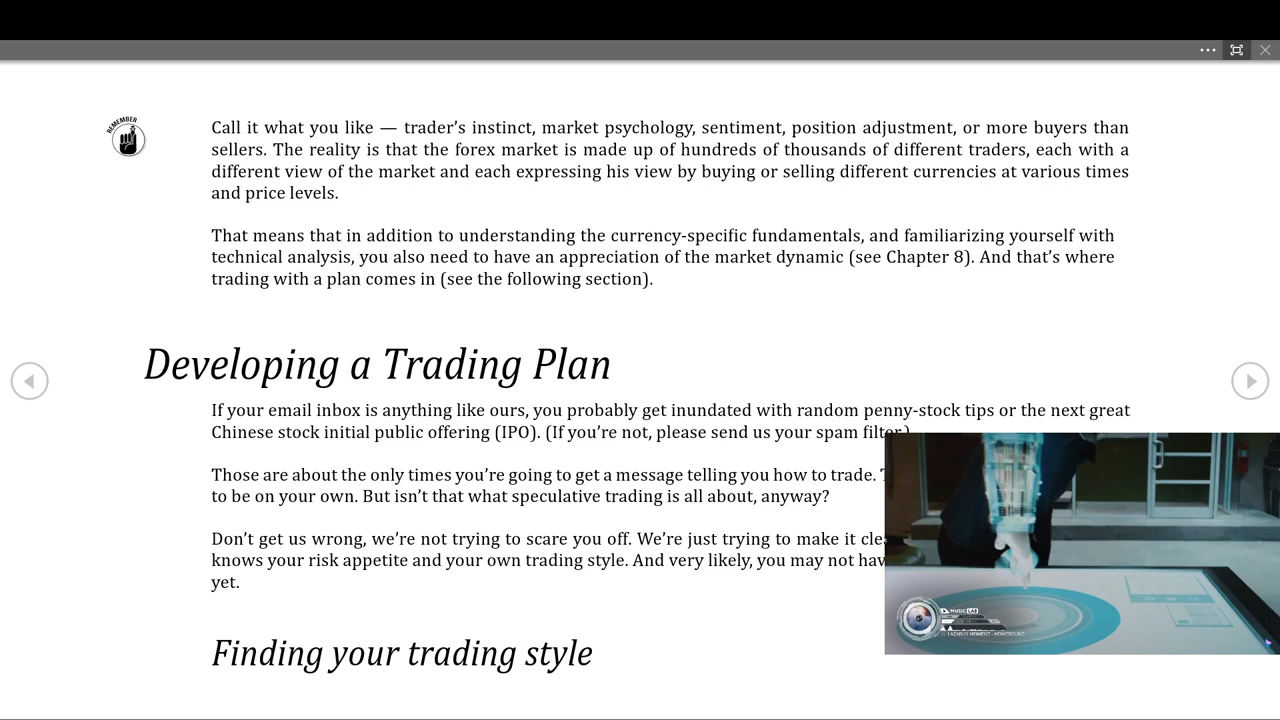 REMEMBER
Call it what you like — trader’s instinct, market psychology, sentiment, position adjustment, or more buyers than
sellers. The reality is that the forex market is made up of hundreds of thousands of different traders, each with a
different view of the market and each expressing his view by buying or selling different currencies at various times
and price levels.
That means that in addition to understanding the currency-specific fundamentals, and familiarizing yourself with
technical analysis, you also need to have an appreciation of the market dynamic (see Chapter 8). And that’s where
trading with a plan comes in (see the following section).
Developing a Trading Plan
If your email inbox is anything like ours, you probably get inundated with random penny-stock tips or the next great
Chinese stock initial public offering (IPO). (If you’re not, please send us your spam filter.)
Those are about the only times you’re going to get a message telling you how to trade.
to be on your own. But isn’t that what speculative trading is all about, anyway?
Don’t get us wrong, we’re not trying to scare you off. We’re just trying to make it
knows your risk appetite and your own trading style. And very likely, you may not
yet.
MUSIC LAB
LAZARUS MOMENT - HOMEBOUND
Finding your trading style